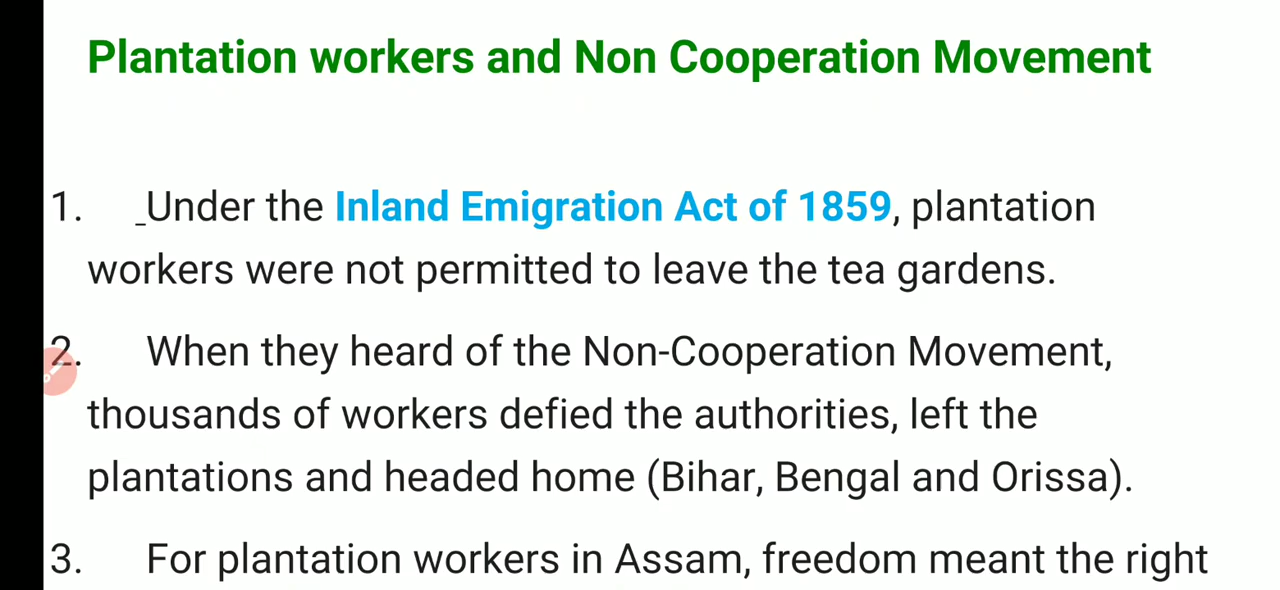 Plantation workers and Non Cooperation Movement
1. _Under the Inland Emigration Act of 1859, plantation
workers were not permitted to leave the tea gardens.
2. When they heard of the Non-Cooperation Movement,
thousands of workers defied the authorities, left the
plantations and headed home (Bihar, Bengal and Orissa).
3. For plantation workers in Assam, freedom meant the right